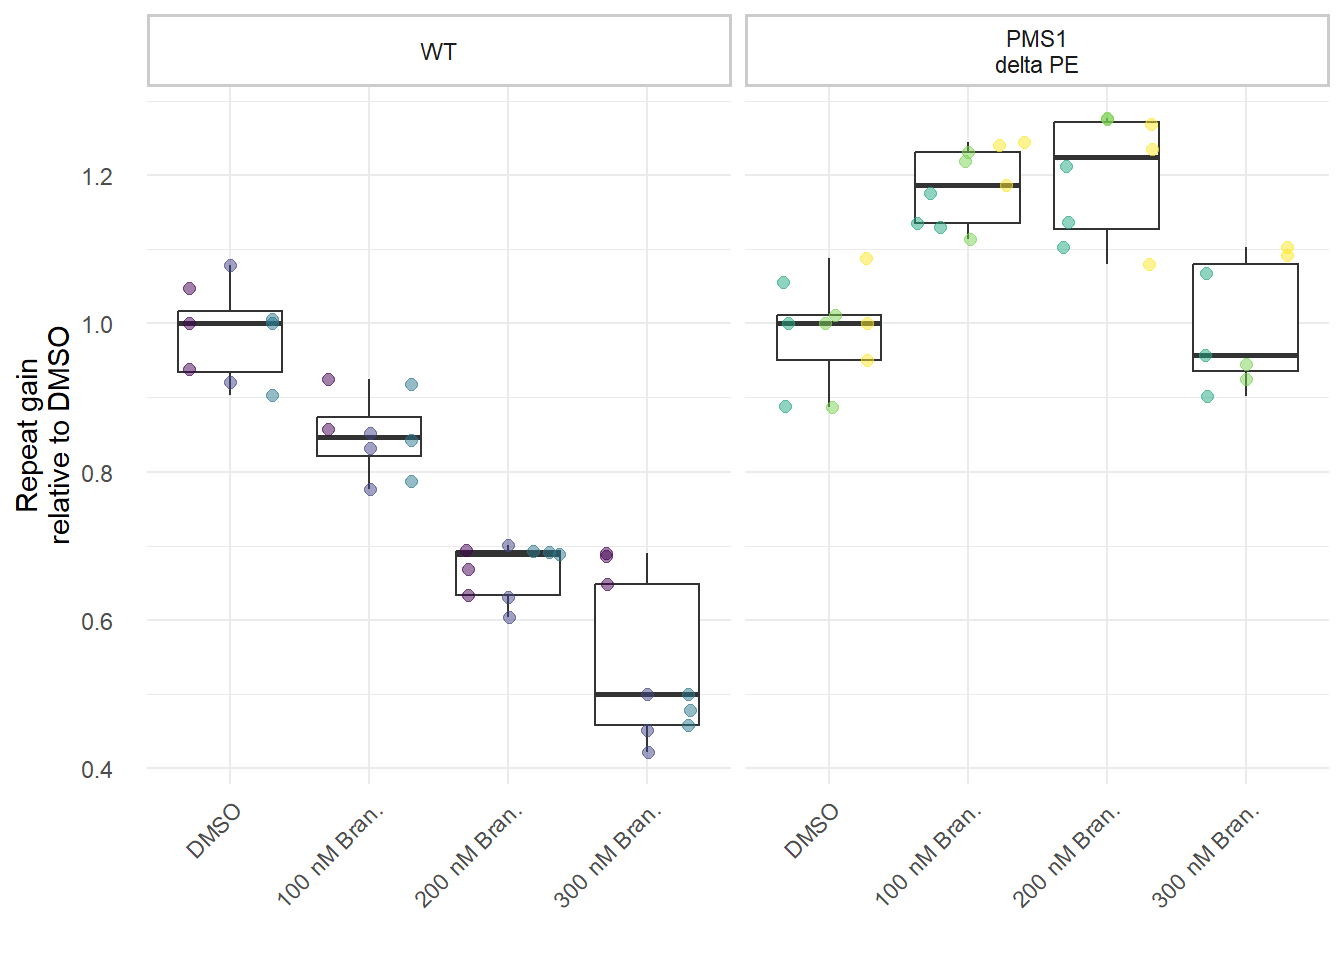 WT
PMS1
delta PE
Repeat gain
relative to DMSO
1.2
1.0
0.8
0.6
0.4
DMSO
100 nM Bran.
200 nM Bran.
300 nM Bran.
DMSO
100 nM Bran.
200 nM Bran.
300 nM Bran.